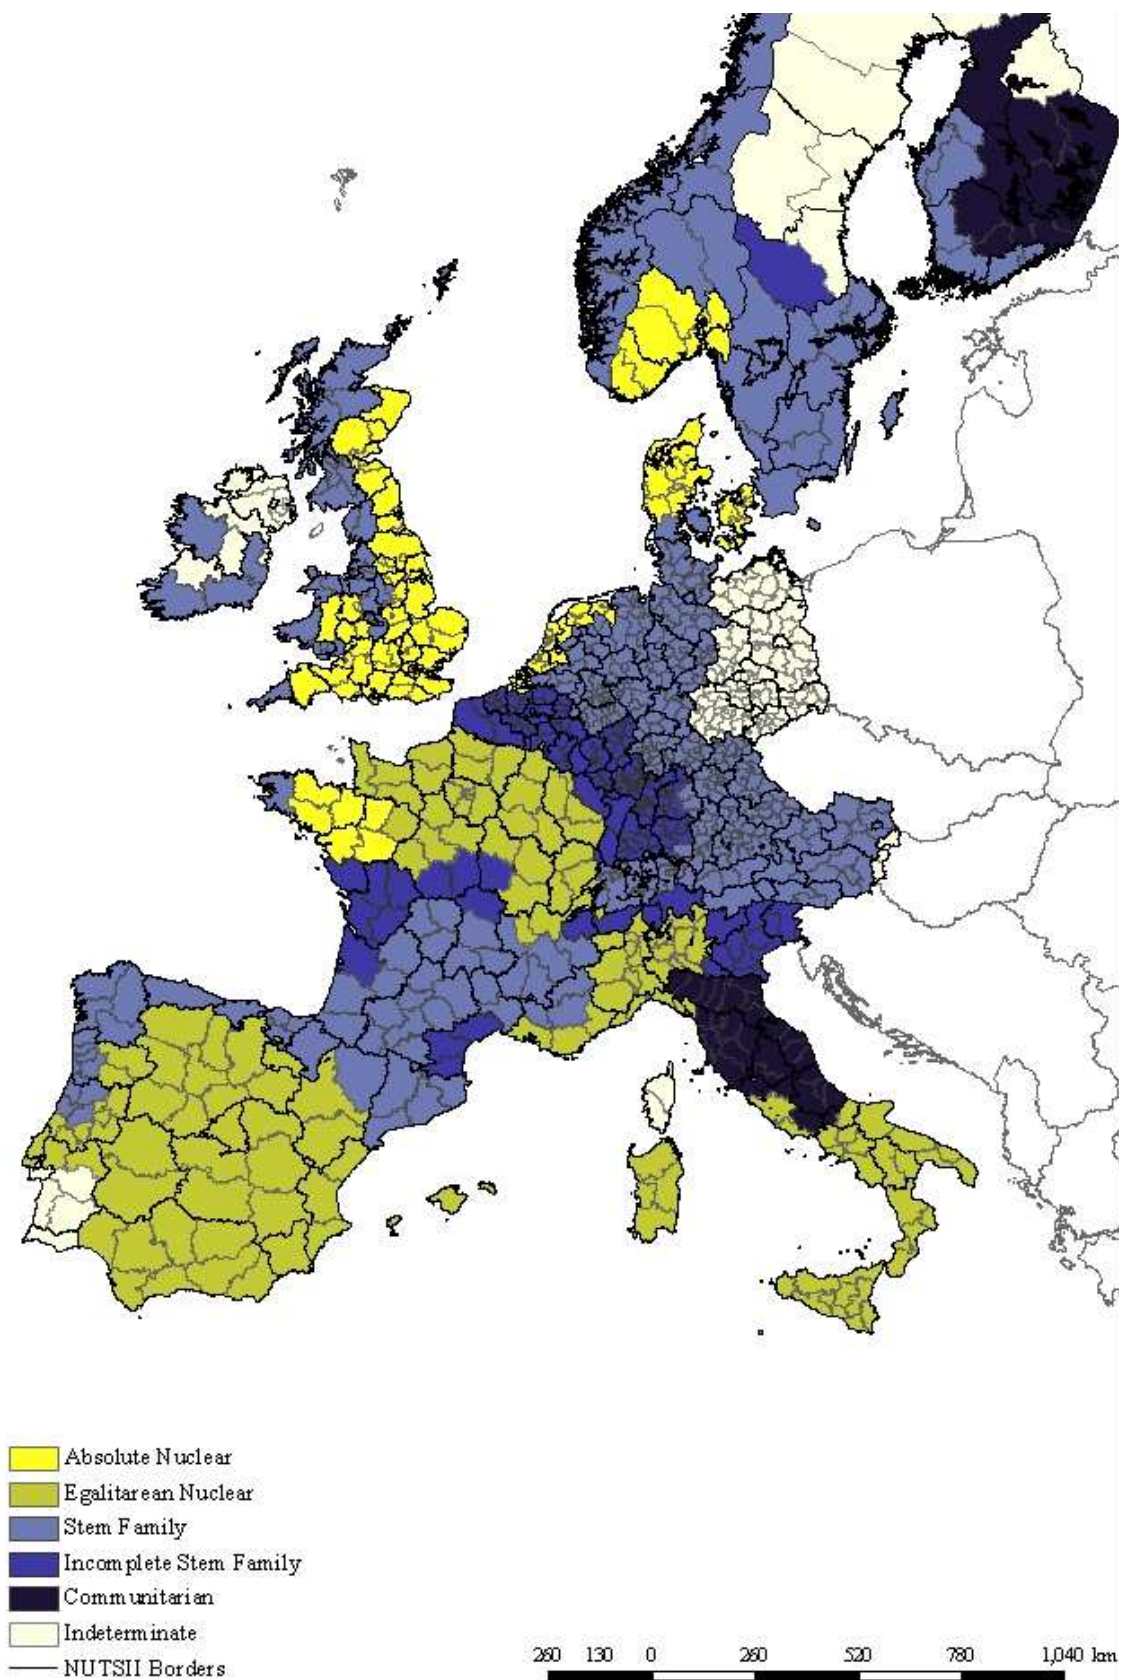 Absolute Nuclear
Egalitarean Nuclear
Stem Family
Incomplete Stem Family
Communitarian
Indeterminate
NUTSII Borders
260 130 0 260 520 780 1,040 km